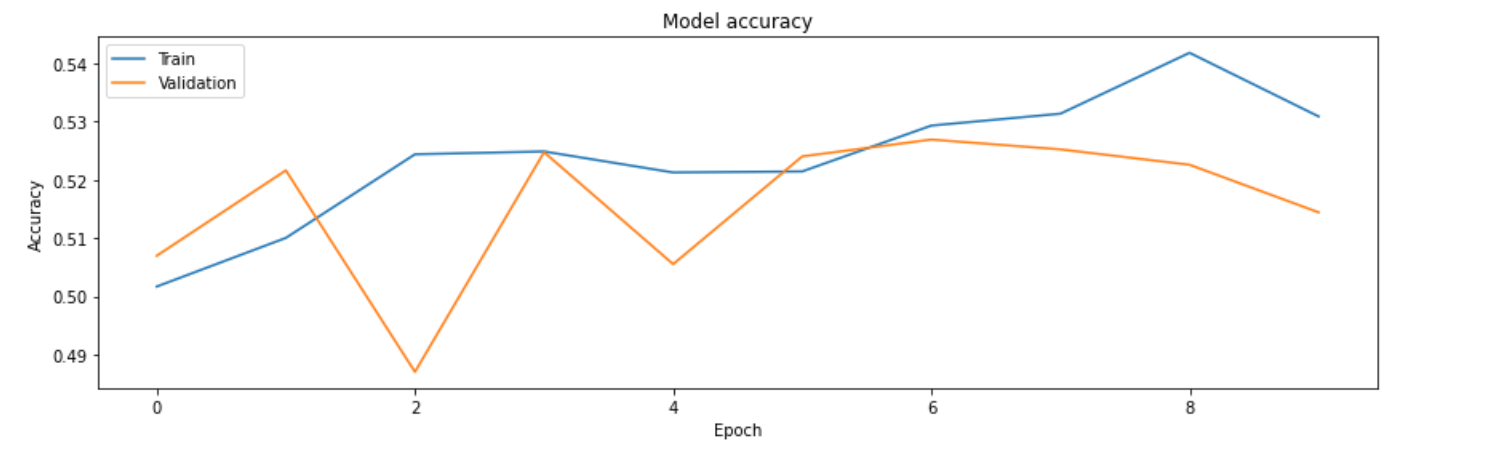 Model accuracy
Train
Validation
0.54
0.53
0.52
0.51
0.50
0.49
Accuracy
0 2 4 6 8
Epoch